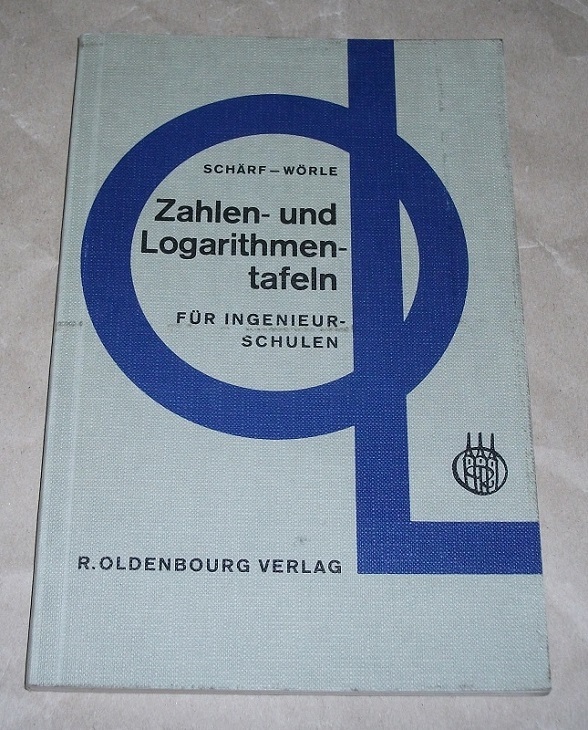 SCHÄRF – WÖRLE
Zahlen- und
Logarithmen-
tafeln
FÜR INGENIEUR-
SCHULEN
R. OLDENBOURG VERLAG